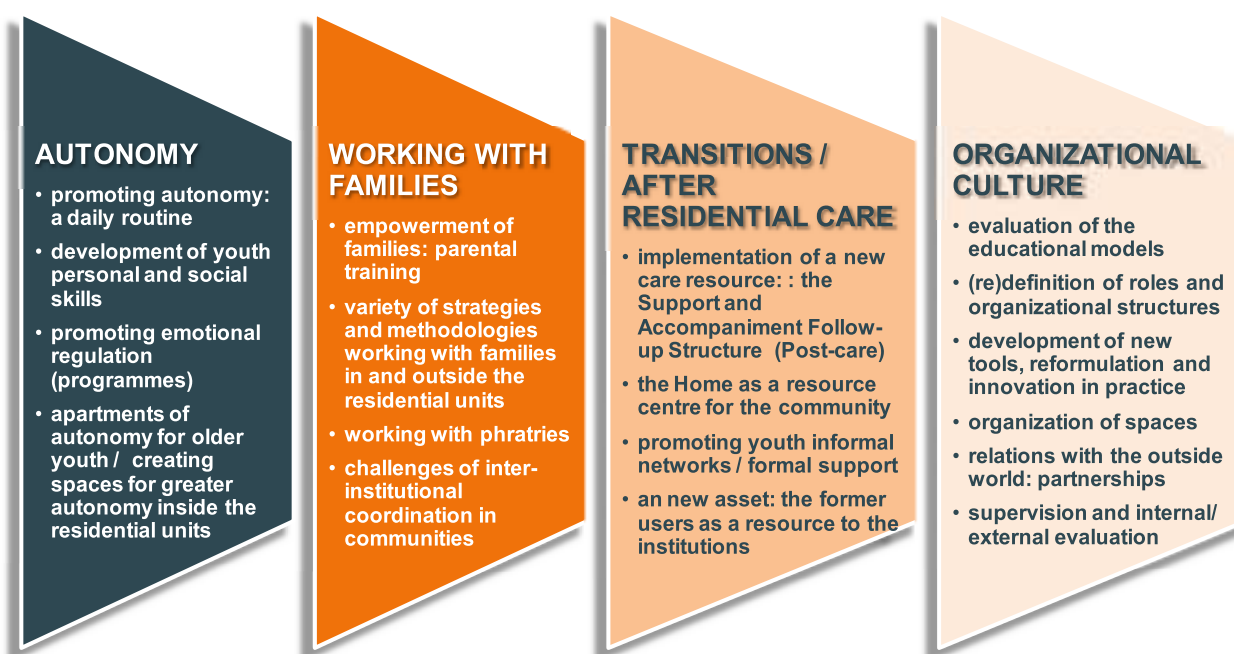 AUTONOMY
• promoting autonomy:
a daily routine
• development of youth
personal and social
skills
• promoting emotional
regulation
(programmes)
• apartments of
autonomy for older
youth /  creating
spaces for greater
autonomy inside the
residential units
WORKING WITH
FAMILIES
• empowerment of
families: parental
training
• variety of strategies
and methodologies
working with families
in and outside the
residential units
• working with phratries
• challenges of inter-
institutional
coordination in
communities
TRANSITIONS /
AFTER
RESIDENTIAL CARE
• implementation of a new
care resource: : the
Support and
Accompaniment Follow-
up Structure  (Post-care)
• the Home as a resource
centre for the community
• promoting youth informal
networks / formal support
• an new asset: the former
users as a resource to the
institutions
ORGANIZATIONAL
CULTURE
• evaluation of the
educational models
• (re)definition of roles and
organizational structures
• development of new
tools, reformulation and
innovation in practice
• organization of spaces
• relations with the outside
world: partnerships
• supervision and internal/
external evaluation